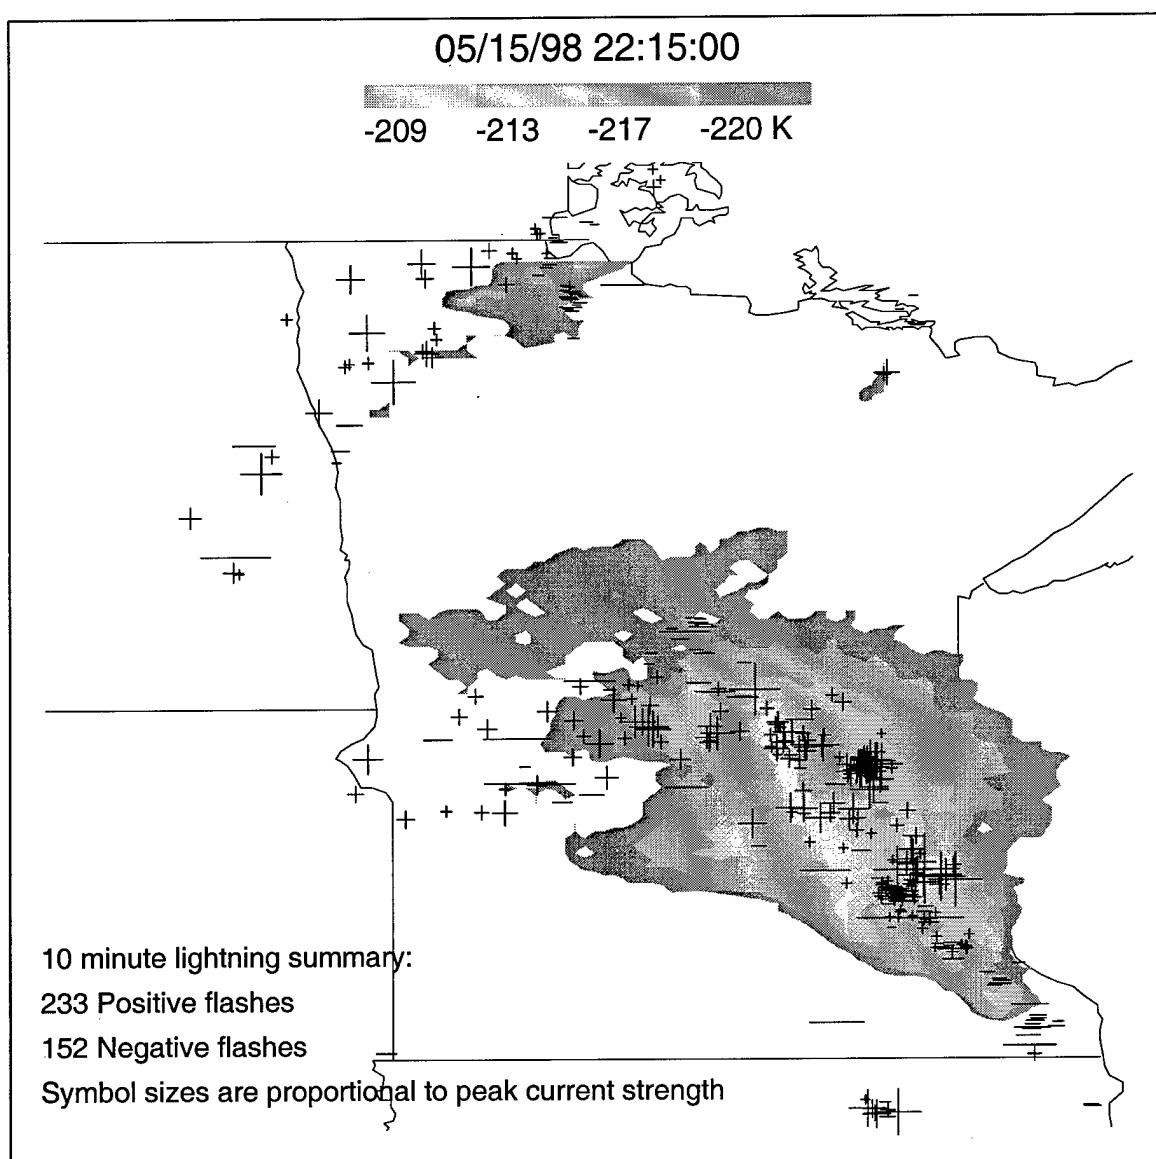 05/15/98 22:15:00
-209 -213 -217 -220 K
10 minute lightning summary:
233 Positive flashes
152 Negative flashes
Symbol sizes are proportional to peak current strength